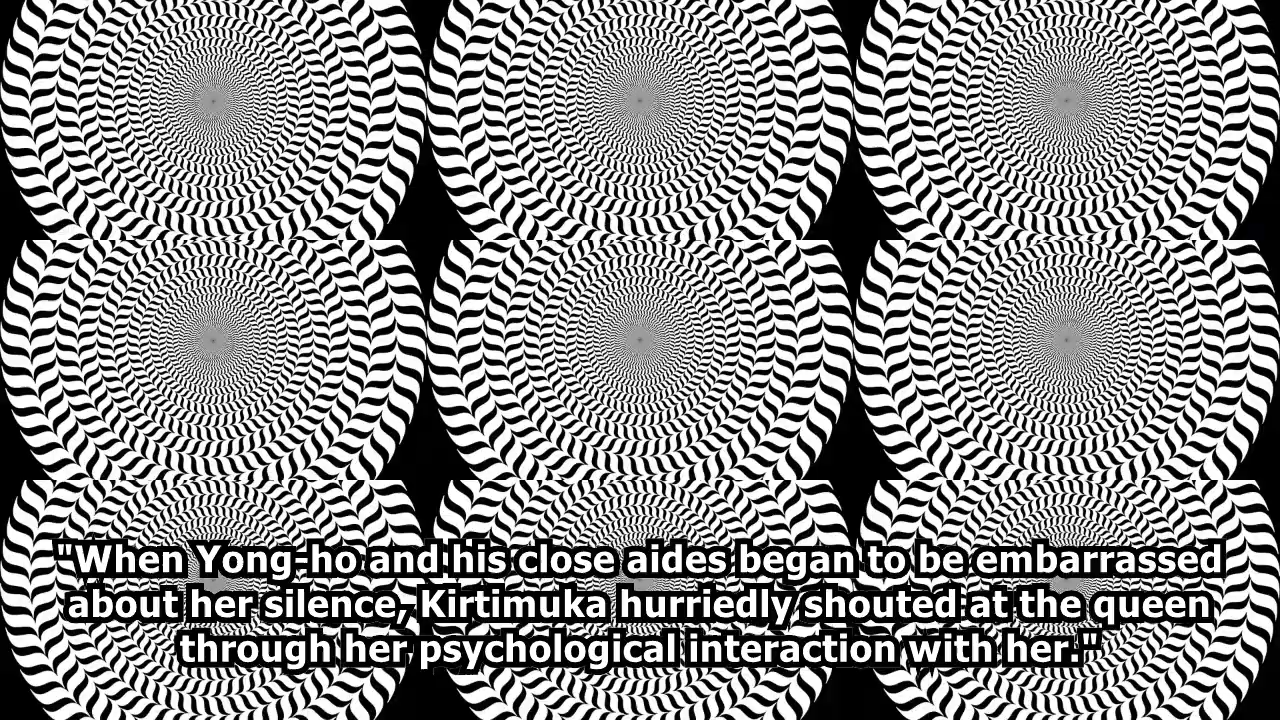 "When Yong-ho and his close aides began to be embarrassed
about her silence, Kirtimuka hurriedly shouted at the queen
through her psychological interaction with her."